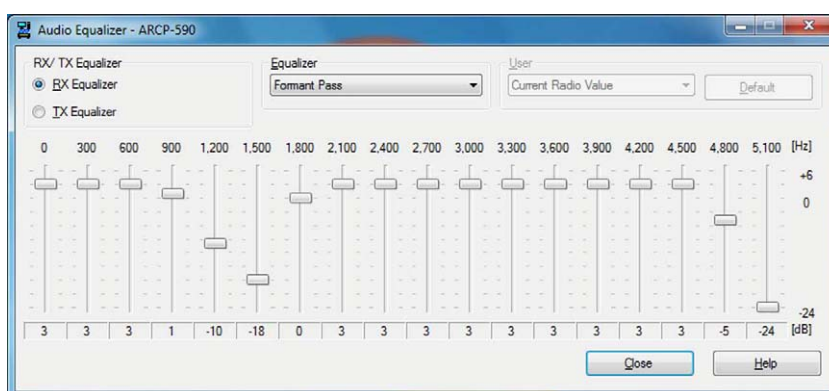 Audio Equalizer - ARCP-590
RX/ TX Equalizer
RX Equalizer
TX Equalizer
Equalizer
Formant Pass
User
Current Radio Value
Default
0 300 600 900 1,200 1,500 1,800 2,100 2,400 2,700 3,000 3,300 3,600 3,900 4,200 4,500 4,800 5,100 [Hz]
+6
0
-24
3 3 3 1 -10 -18 0 3 3 3 3 3 3 3 3 3 -5 -24 [dB]
Close Help